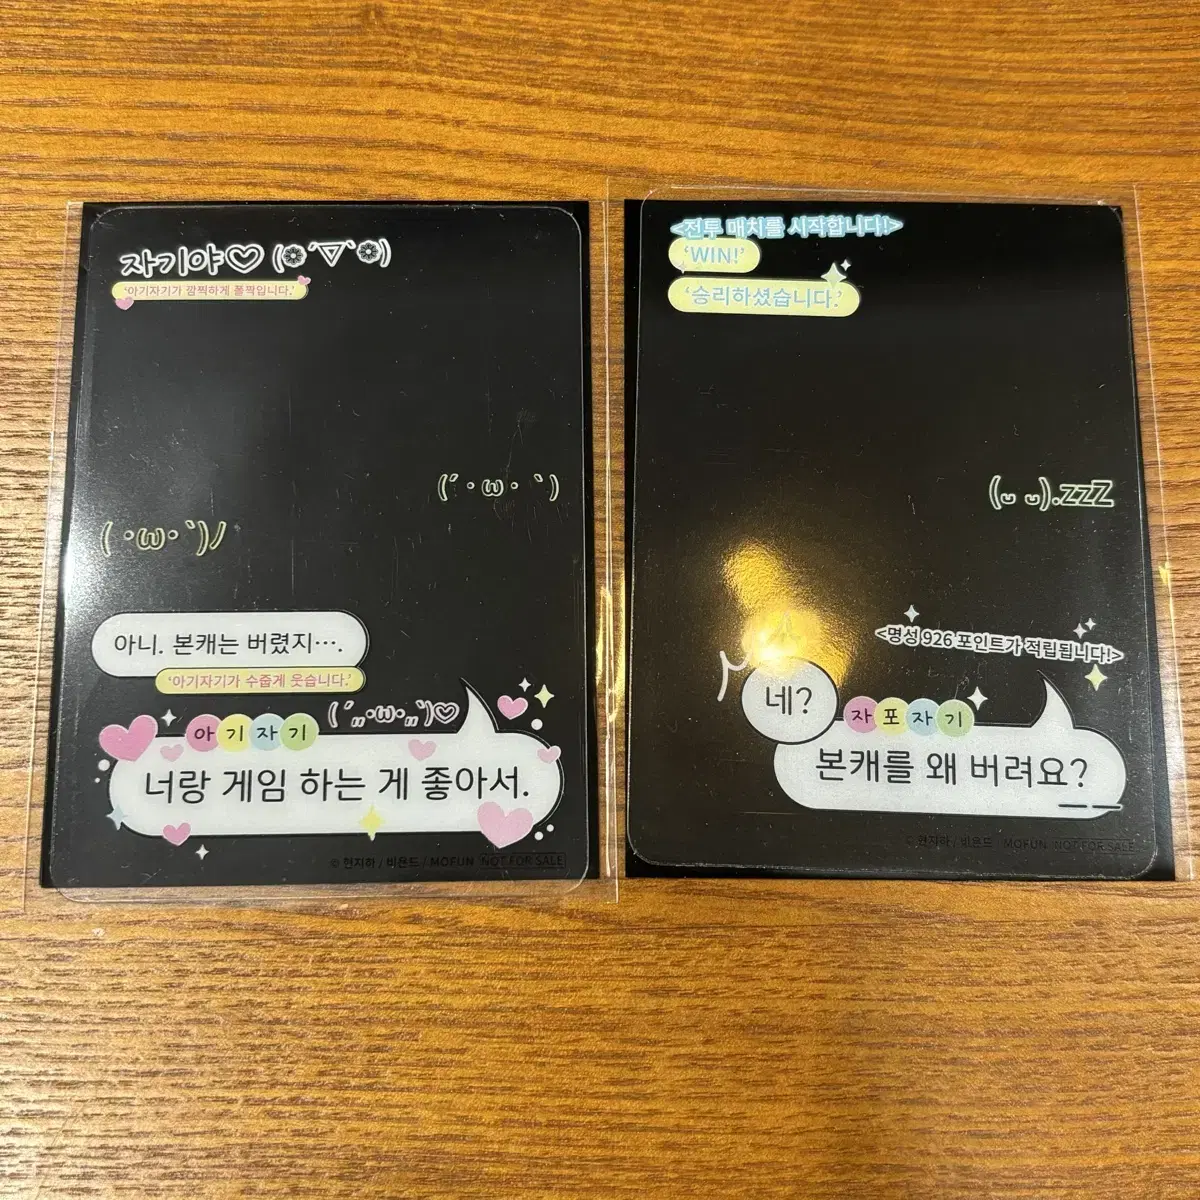 자기야♡ (❁´▽`❁)
'아기자기가 깜찍하게 폴짝입니다.'
(´・ω・｀)
( ・ω・`)ノ
아니. 본캐는 버렸지….
'아기자기가 수줍게 웃습니다.'
(´,,•ω•,,`)♡
아기자기
너랑 게임 하는 게 좋아서.
© 현지하 / 비욘드 / MOFUN NOT FOR SALE
<전투 매치를 시작합니다!>
'WIN!'
'승리하셨습니다.'
(ᴗ ᴗ).zzZ
<명성 926 포인트가 적립됩니다!>
네?
자포자기
본캐를 왜 버려요?
© 현지하 / 비욘드 / MOFUN NOT FOR SALE